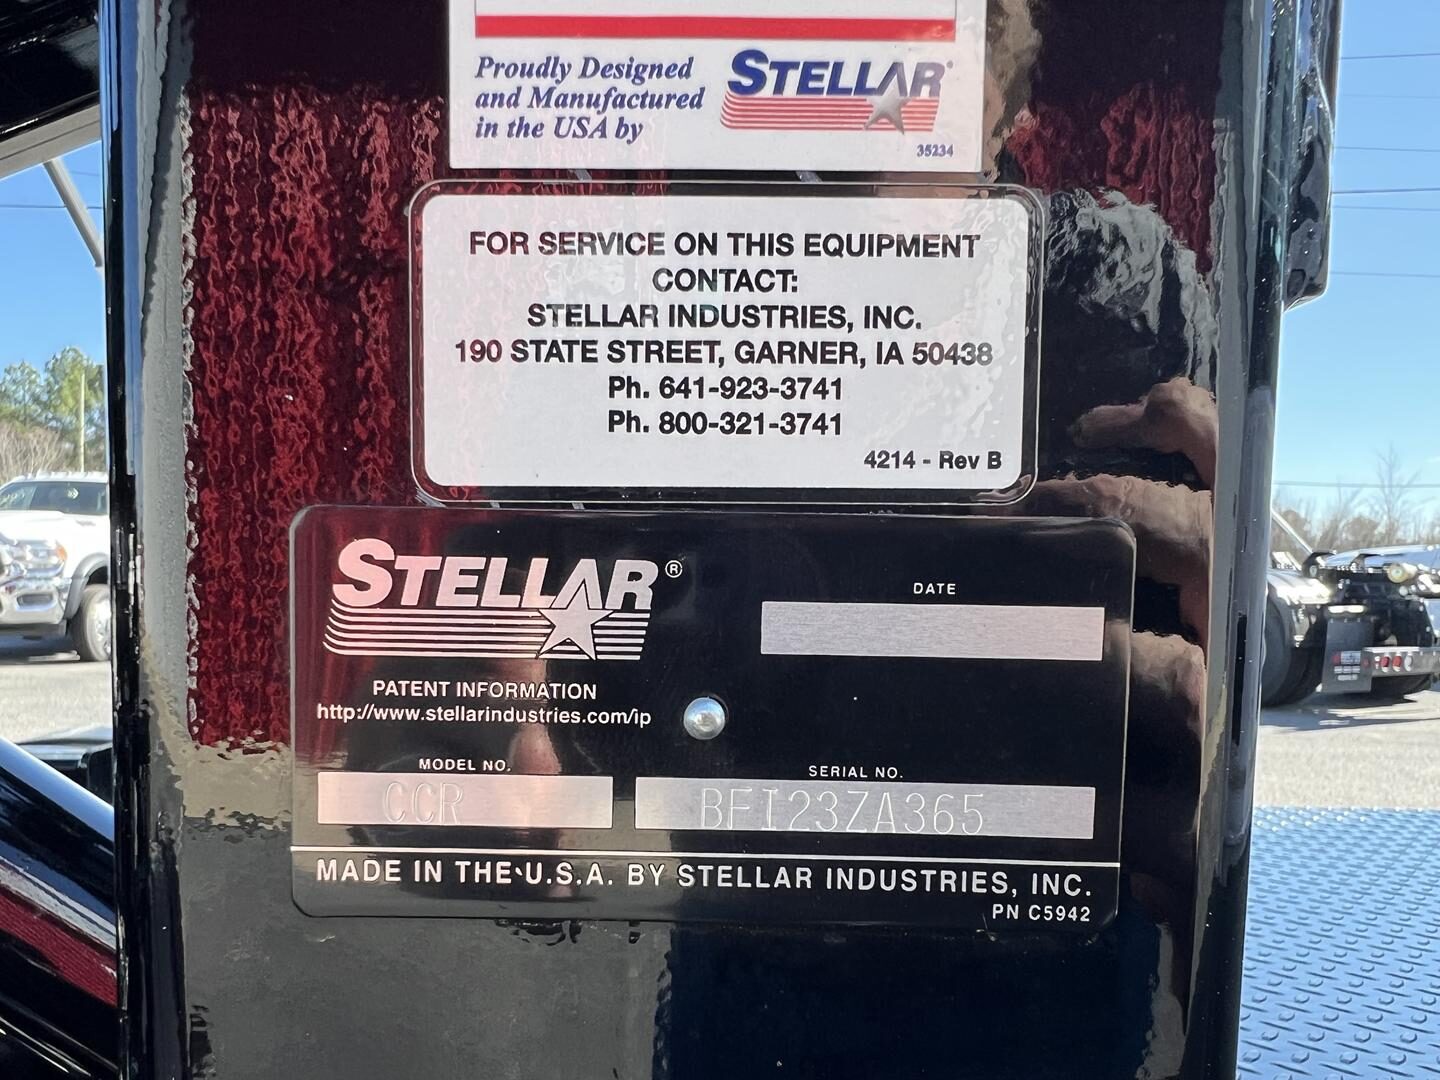 Proudly Designed
and Manufactured
in the USA by
STELLAR
35234
FOR SERVICE ON THIS EQUIPMENT
CONTACT:
STELLAR INDUSTRIES, INC.
190 STATE STREET, GARNER, IA 50438
Ph. 641-923-3741
Ph. 800-321-3741
4214 - Rev B
STELLAR®
DATE
PATENT INFORMATION
http://www.stellarindustries.com/ip
MODEL NO.
CCR
SERIAL NO.
BFI23ZA365
MADE IN THE U.S.A. BY STELLAR INDUSTRIES, INC.
PN C5942